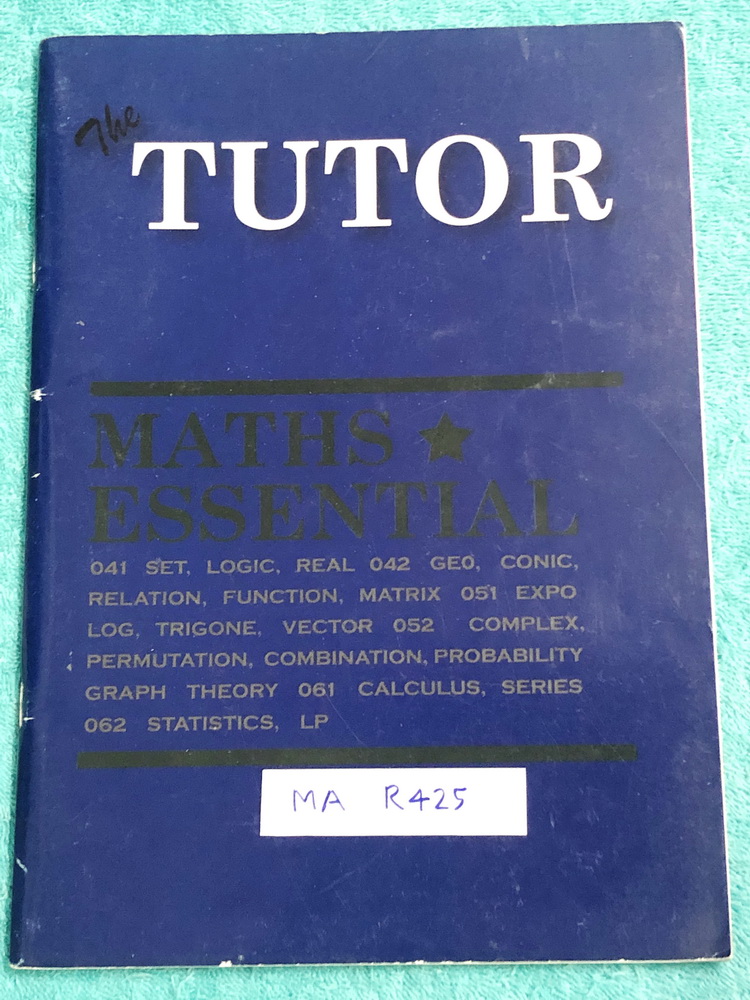 The
TUTOR
MATHS ★
ESSENTIAL
041 SET, LOGIC, REAL 042 GE0, CONIC,
RELATION, FUNCTION, MATRIX 051 EXPO
LOG, TRIGONE, VECTOR 052 COMPLEX,
PERMUTATION, COMBINATION, PROBABILITY
GRAPH THEORY 061 CALCULUS, SERIES
062 STATISTICS, LP
MA R425